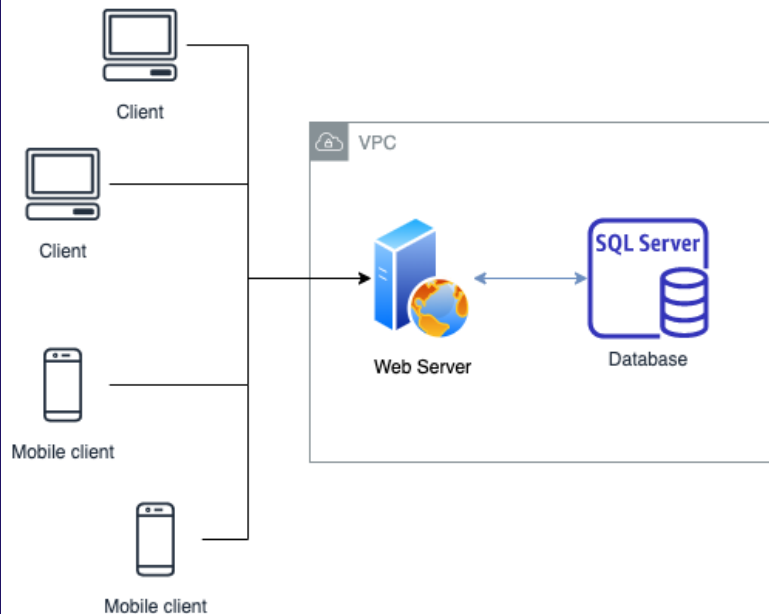 Client
VPC
Client
SQL Server
Database
Web Server
Mobile client
Mobile client